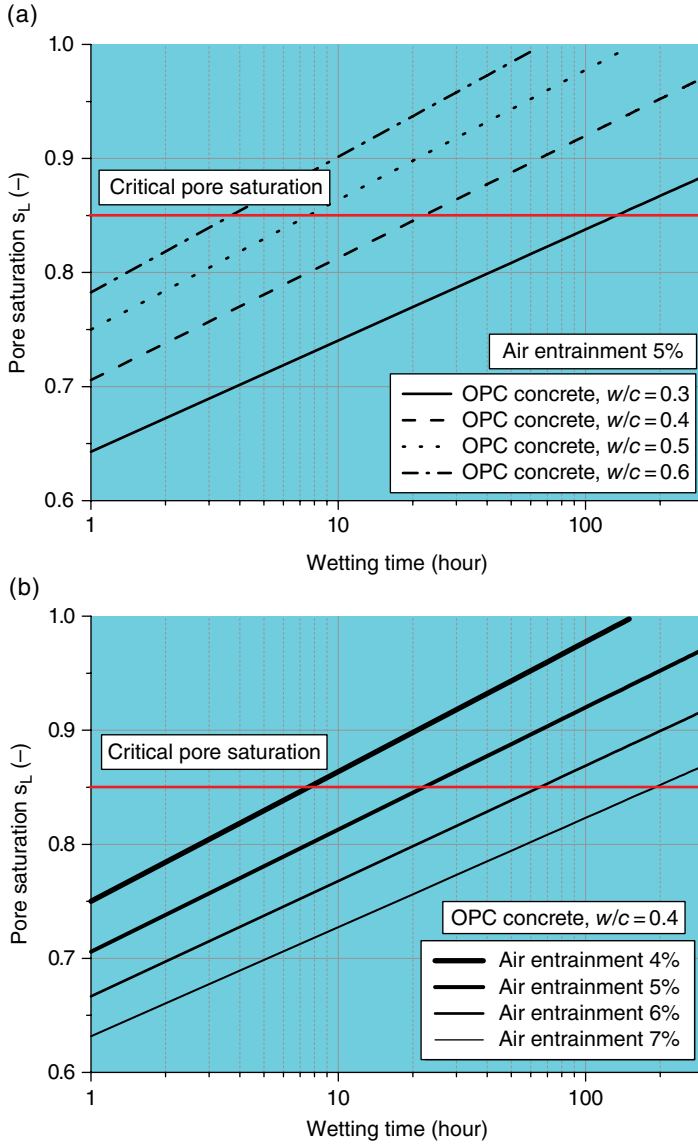 (a)
1.0
0.9
0.8
0.7
0.6
Pore saturation sL (–)
Critical pore saturation
Air entrainment 5%
OPC concrete, w/c = 0.3
OPC concrete, w/c = 0.4
OPC concrete, w/c = 0.5
OPC concrete, w/c = 0.6
1
10
100
Wetting time (hour)
(b)
1.0
0.9
0.8
0.7
0.6
Pore saturation sL (–)
Critical pore saturation
OPC concrete, w/c = 0.4
Air entrainment 4%
Air entrainment 5%
Air entrainment 6%
Air entrainment 7%
1
10
100
Wetting time (hour)